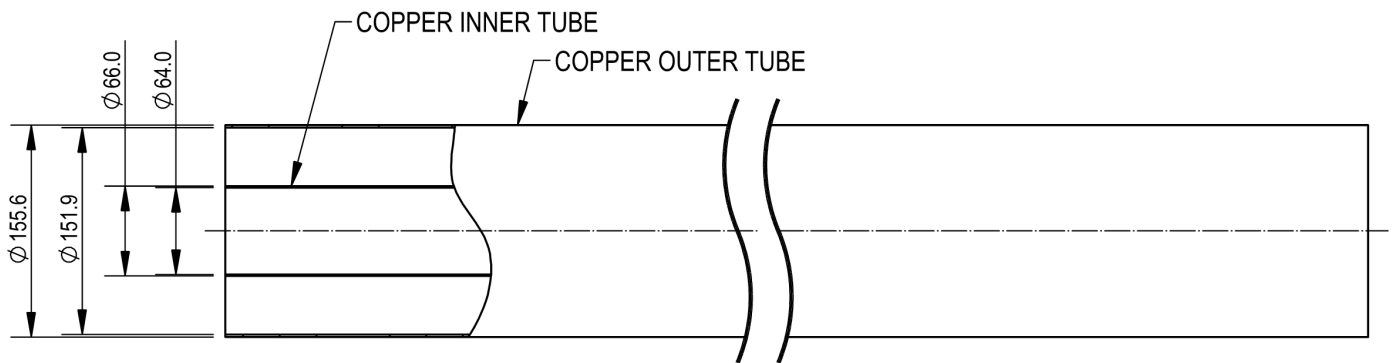 COPPER INNER TUBE
COPPER OUTER TUBE
Ø66.0
Ø64.0
Ø155.6
Ø151.9